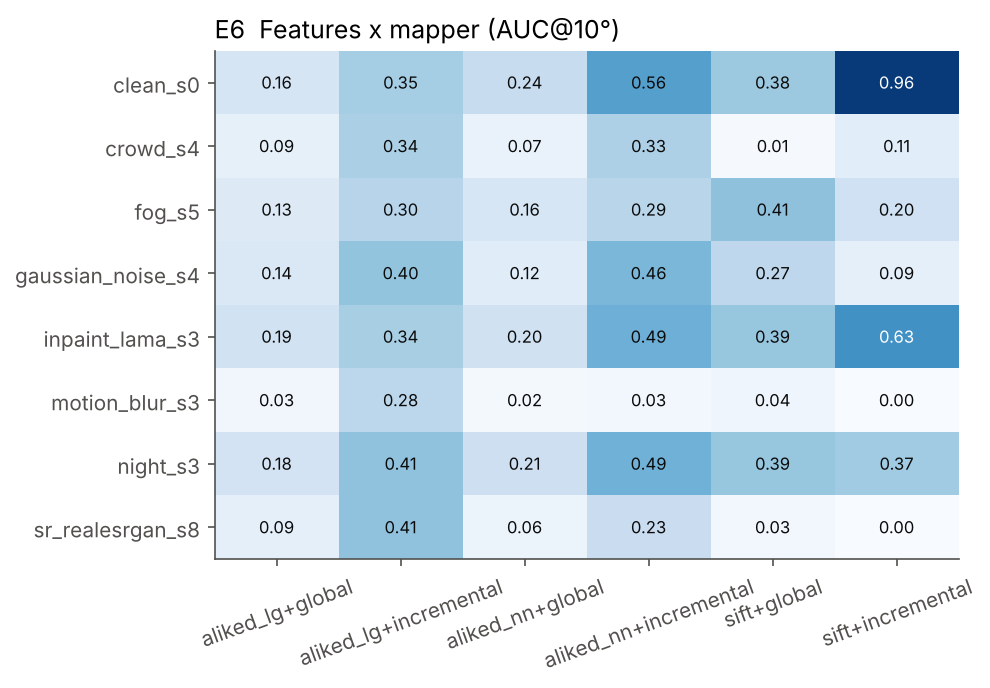 E6 Features x mapper (AUC@10°)
clean_s0 0.16 0.35 0.24 0.56 0.38 0.96
crowd_s4 0.09 0.34 0.07 0.33 0.01 0.11
fog_s5 0.13 0.30 0.16 0.29 0.41 0.20
gaussian_noise_s4 0.14 0.40 0.12 0.46 0.27 0.09
inpaint_lama_s3 0.19 0.34 0.20 0.49 0.39 0.63
motion_blur_s3 0.03 0.28 0.02 0.03 0.04 0.00
night_s3 0.18 0.41 0.21 0.49 0.39 0.37
sr_realesrgan_s8 0.09 0.41 0.06 0.23 0.03 0.00
aliked_lg+global
aliked_lg+incremental
aliked_nn+global
aliked_nn+incremental
sift+global
sift+incremental